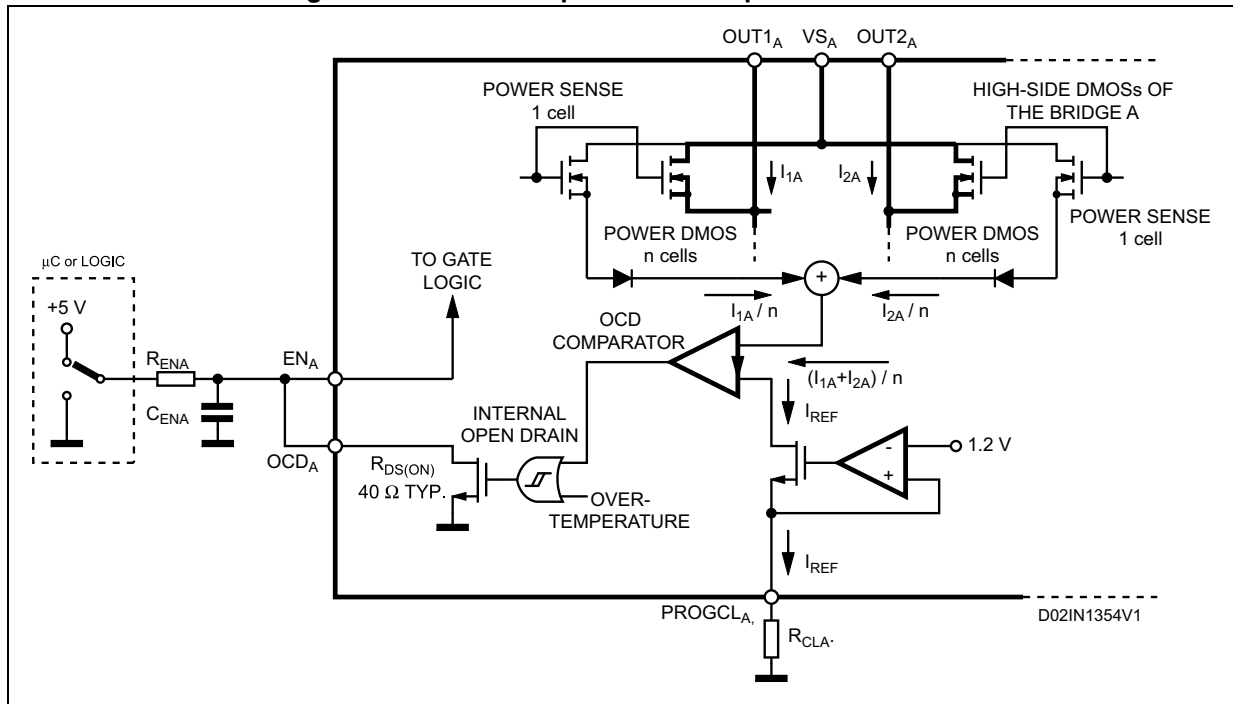 OUT1A VSA OUT2A
POWER SENSE
1 cell
HIGH-SIDE DMOSs OF
THE BRIDGE A
I1A
I2A
POWER DMOS
n cells
POWER DMOS
n cells
POWER SENSE
1 cell
μC or LOGIC
+5 V
TO GATE
LOGIC
+
I1A / n
I2A / n
OCD
COMPARATOR
(I1A+I2A) / n
RENA
ENA
CENA
IREF
INTERNAL
OPEN DRAIN
-
+
1.2 V
OCDA
RDS(ON)
40 Ω TYP.
OVER-
TEMPERATURE
IREF
PROGCLA,
RCLA.
D02IN1354V1